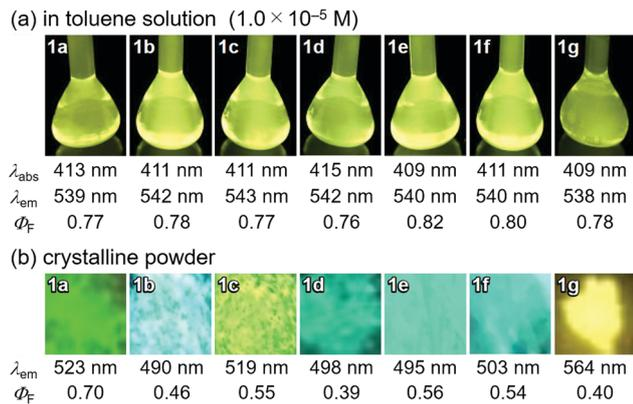 (a) in toluene solution (1.0 × 10⁻⁵ M)
1a 1b 1c 1d 1e 1f 1g
λabs 413 nm 411 nm 411 nm 415 nm 409 nm 411 nm 409 nm
λem 539 nm 542 nm 543 nm 542 nm 540 nm 540 nm 538 nm
ΦF 0.77 0.78 0.77 0.76 0.82 0.80 0.78
(b) crystalline powder
1a 1b 1c 1d 1e 1f 1g
λem 523 nm 490 nm 519 nm 498 nm 495 nm 503 nm 564 nm
ΦF 0.70 0.46 0.55 0.39 0.56 0.54 0.40